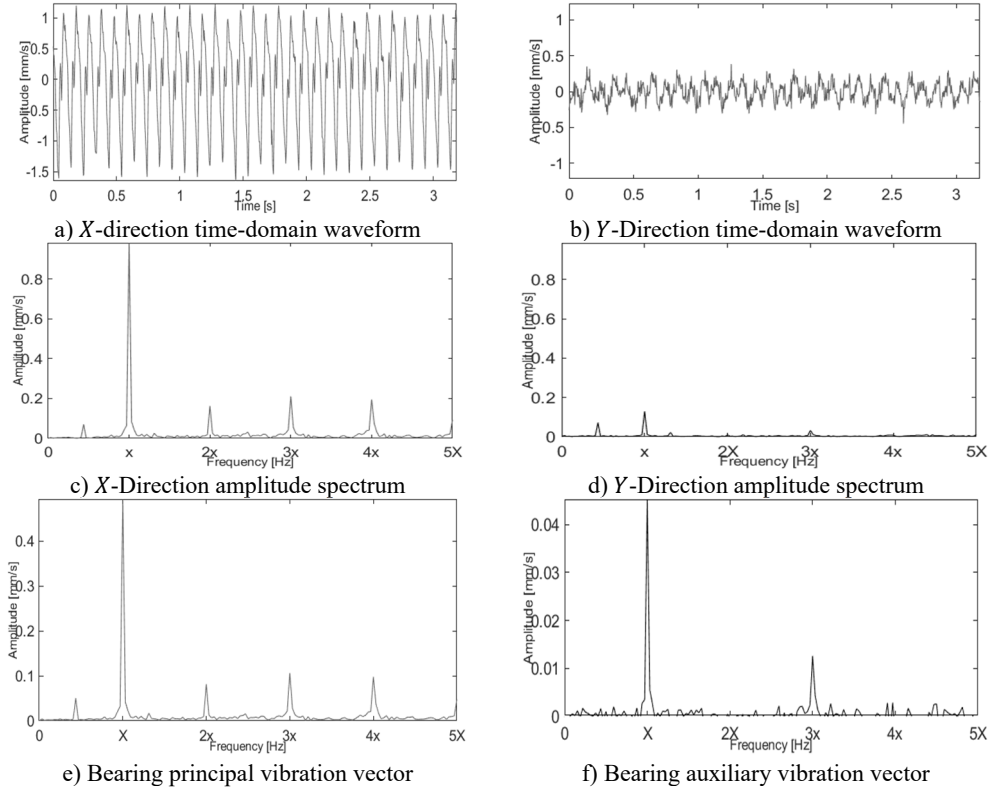 1
0.5
0
-0.5
-1
-1.5
Amplitude [mm/s]
0 0.5 1 1.5 2 2.5 3
Time [s]
a) X-direction time-domain waveform
1
0.5
0
-0.5
-1
Amplitude [mm/s]
0 0.5 1 1.5 2 2.5 3
Time [s]
b) Y-Direction time-domain waveform
0.8
0.6
0.4
0.2
0
Amplitude [mm/s]
0 x 2x 3x 4x 5X
Frequency [Hz]
c) X-Direction amplitude spectrum
0.8
0.6
0.4
0.2
0
Amplitude [mm/s]
0 x 2X 3x 4x 5X
Frequency [Hz]
d) Y-Direction amplitude spectrum
0.4
0.3
0.2
0.1
0
Amplitude [mm/s]
0 X 2x 3x 4x 5X
Frequency [Hz]
e) Bearing principal vibration vector
0.04
0.03
0.02
0.01
0
Amplitude [mm/s]
0 X 2X 3x 4x 5X
Frequency [Hz]
f) Bearing auxiliary vibration vector